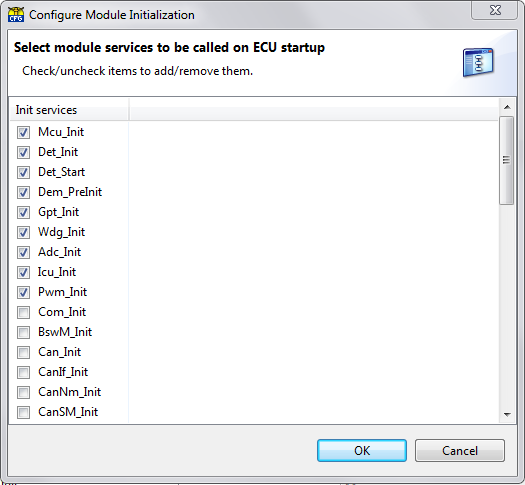 CFG Configure Module Initialization
Select module services to be called on ECU startup
Check/uncheck items to add/remove them.
Init services
Mcu_Init
Det_Init
Det_Start
Dem_PreInit
Gpt_Init
Wdg_Init
Adc_Init
Icu_Init
Pwm_Init
Com_Init
BswM_Init
Can_Init
CanIf_Init
CanNm_Init
CanSM_Init
OK Cancel